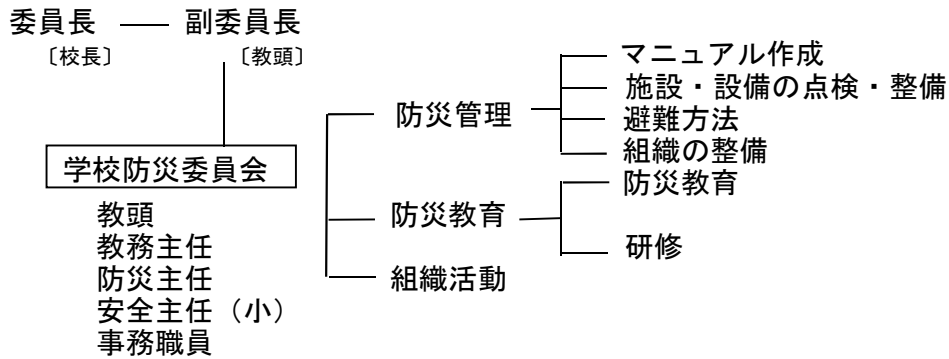 委員長 副委員長
〔校長〕 〔教頭〕
学校防災委員会
教頭
教務主任
防災主任
安全主任（小）
事務職員
防災管理
マニュアル作成
施設・設備の点検・整備
避難方法
組織の整備
防災教育
防災教育
研修
組織活動